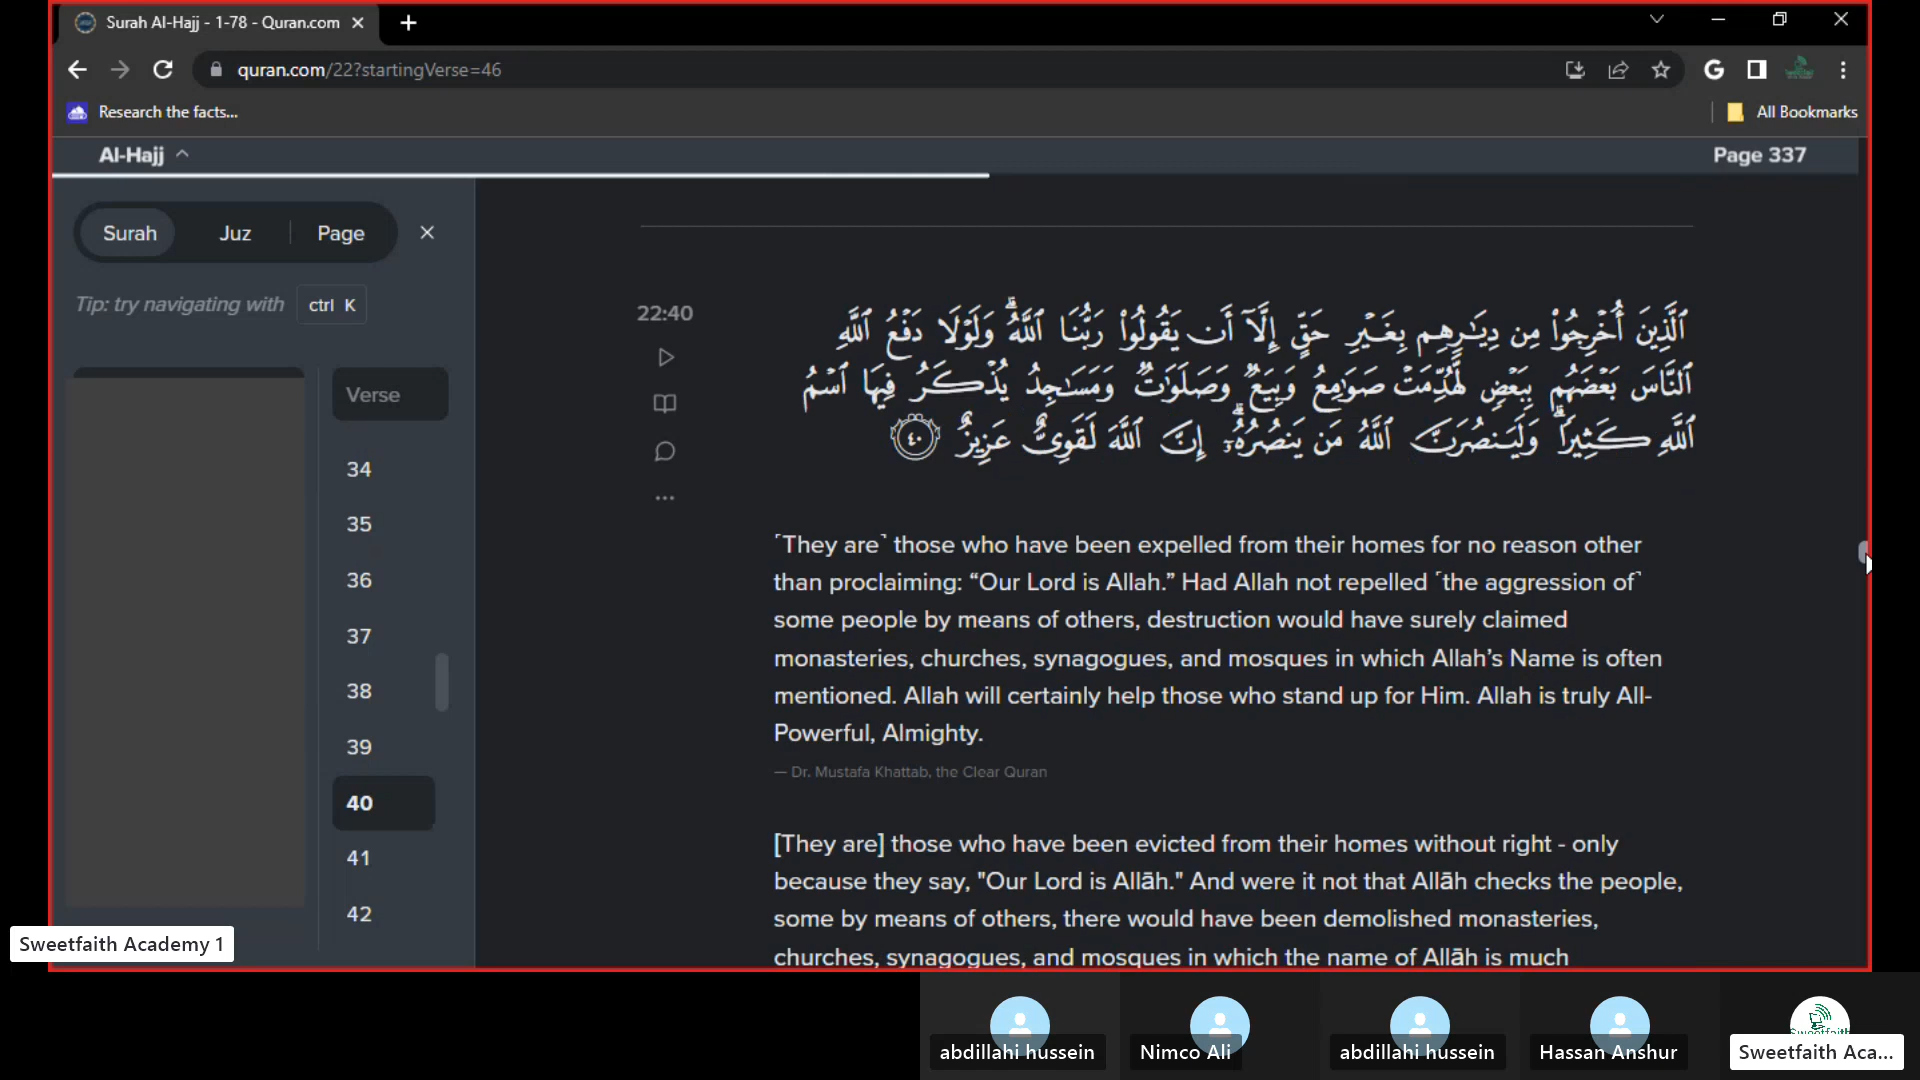 Surah Al-Hajj - 1-78 - Quran.com
quran.com/22?startingVerse=46
Research the facts...
All Bookmarks
Al-Hajj
Page 337
Surah
Juz
Page
Tip: try navigating with
ctrl K
Verse
34
35
36
37
38
39
40
41
42
22:40
ٱلَّذِينَ أُخْرِجُوا۟ مِن دِيَـٰرِهِم بِغَيْرِ حَقٍّ إِلَّآ أَن يَقُولُوا۟ رَبُّنَا ٱللَّهُ ۗ وَلَوْلَا دَفْعُ ٱللَّهِ
ٱلنَّاسَ بَعْضَهُم بِبَعْضٍ لَّهُدِّمَتْ صَوَٰمِعُ وَبِيَعٌ وَصَلَوَٰتٌ وَمَسَـٰجِدُ يُذْكَرُ فِيهَا ٱسْمُ
ٱللَّهِ كَثِيرًا ۗ وَلَيَنصُرَنَّ ٱللَّهُ مَن يَنصُرُهُۥٓ ۗ إِنَّ ٱللَّهَ لَقَوِىٌّ عَزِيزٌ ٤٠
˹They are˺ those who have been expelled from their homes for no reason other
than proclaiming: “Our Lord is Allah.” Had Allah not repelled ˹the aggression of˺
some people by means of others, destruction would have surely claimed
monasteries, churches, synagogues, and mosques in which Allah’s Name is often
mentioned. Allah will certainly help those who stand up for Him. Allah is truly All-
Powerful, Almighty.
— Dr. Mustafa Khattab, the Clear Quran
[They are] those who have been evicted from their homes without right - only
because they say, "Our Lord is Allāh." And were it not that Allāh checks the people,
some by means of others, there would have been demolished monasteries,
churches, synagogues, and mosques in which the name of Allāh is much
Sweetfaith Academy 1
abdillahi hussein
Nimco Ali
abdillahi hussein
Hassan Anshur
Sweetfaith Aca...